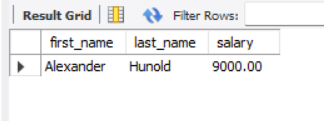 Result Grid Filter Rows:
first_name last_name salary
Alexander Hunold 9000.00